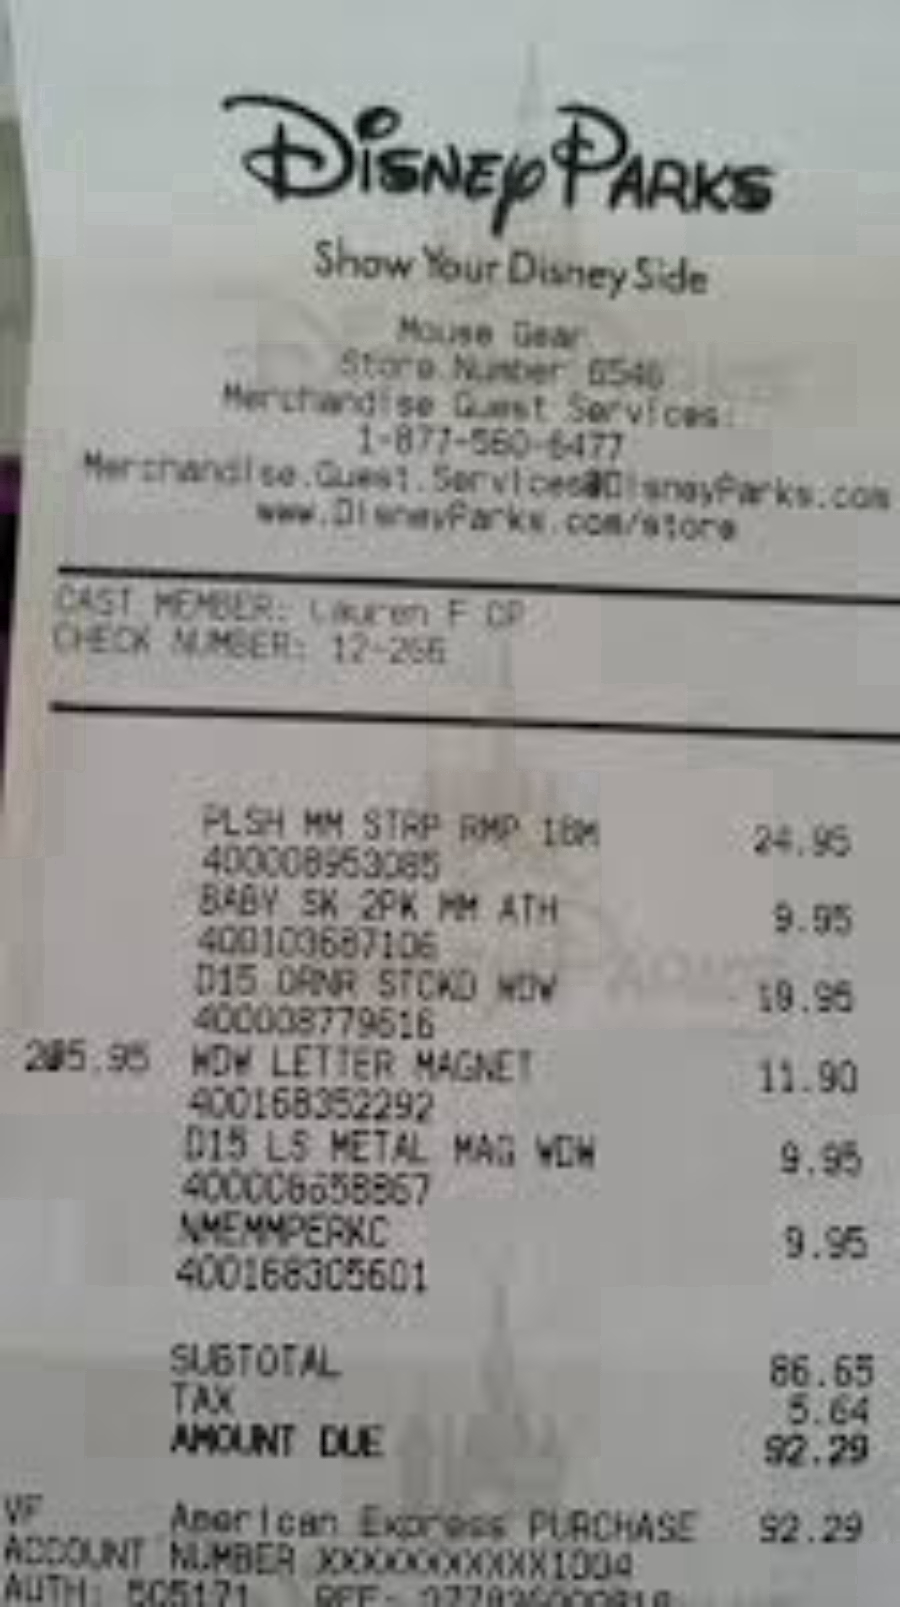 Disney Parks
Show Your Disney Side
Mouse Gear
Store Number 6546
Merchandise Guest Services:
1-877-560-6477
Merchandise.Guest.Services@DisneyParks.com
www.DisneyParks.com/store
CAST MEMBER: Lauren F CP
CHECK NUMBER: 12-266
PLSH MM STRP RMP 18M 24.95
400008953085
BABY SK 2PK MM ATH 9.95
400103687106
D15 ORNR STCKD WDW 19.95
400008779616
2@5.95 WDW LETTER MAGNET 11.90
400168352292
D15 LS METAL MAG WDW 9.95
400008658867
NMEMMPERKC 9.95
400168305601
SUBTOTAL 86.65
TAX 5.64
AMOUNT DUE 92.29
VF American Express PURCHASE 92.29
ACCOUNT NUMBER XXXXXXXXXXX1004
AUTH: 505171 REF: